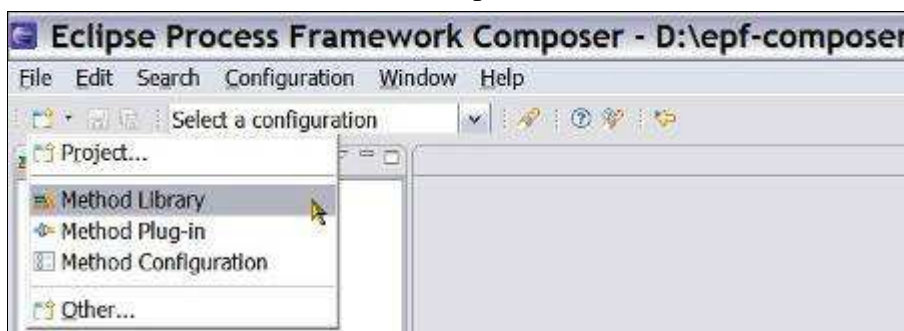 Eclipse Process Framework Composer - D:\epf-composer
File Edit Search Configuration Window Help
Select a configuration
Project...
Method Library
Method Plug-in
Method Configuration
Other...